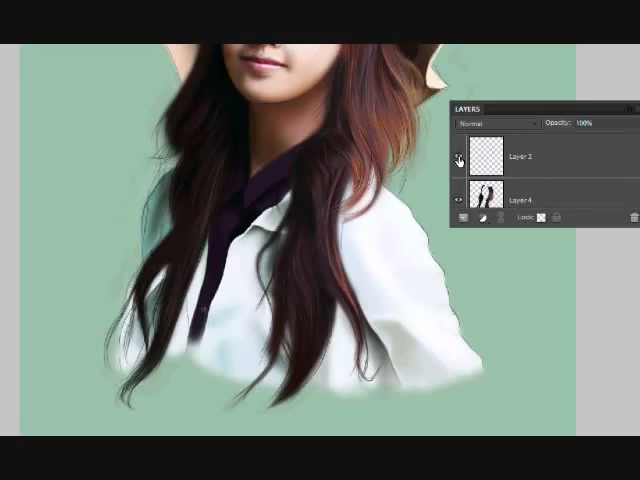 LAYERS
Normal Opacity: 100%
Layer 2
Layer 4
Lock: